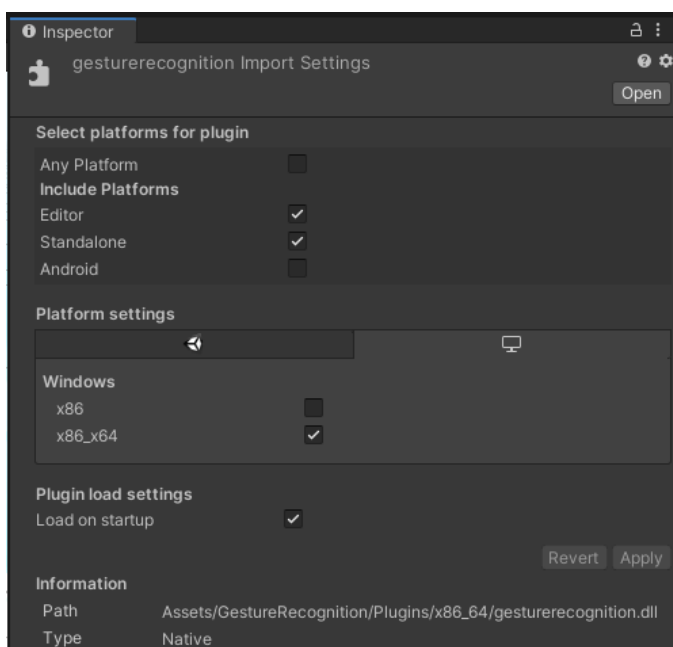 Inspector
gesturerecognition Import Settings
Open
Select platforms for plugin
Any Platform
Include Platforms
Editor
Standalone
Android
Platform settings
Windows
x86
x86_x64
Plugin load settings
Load on startup
Revert Apply
Information
Path Assets/GestureRecognition/Plugins/x86_64/gesturerecognition.dll
Type Native